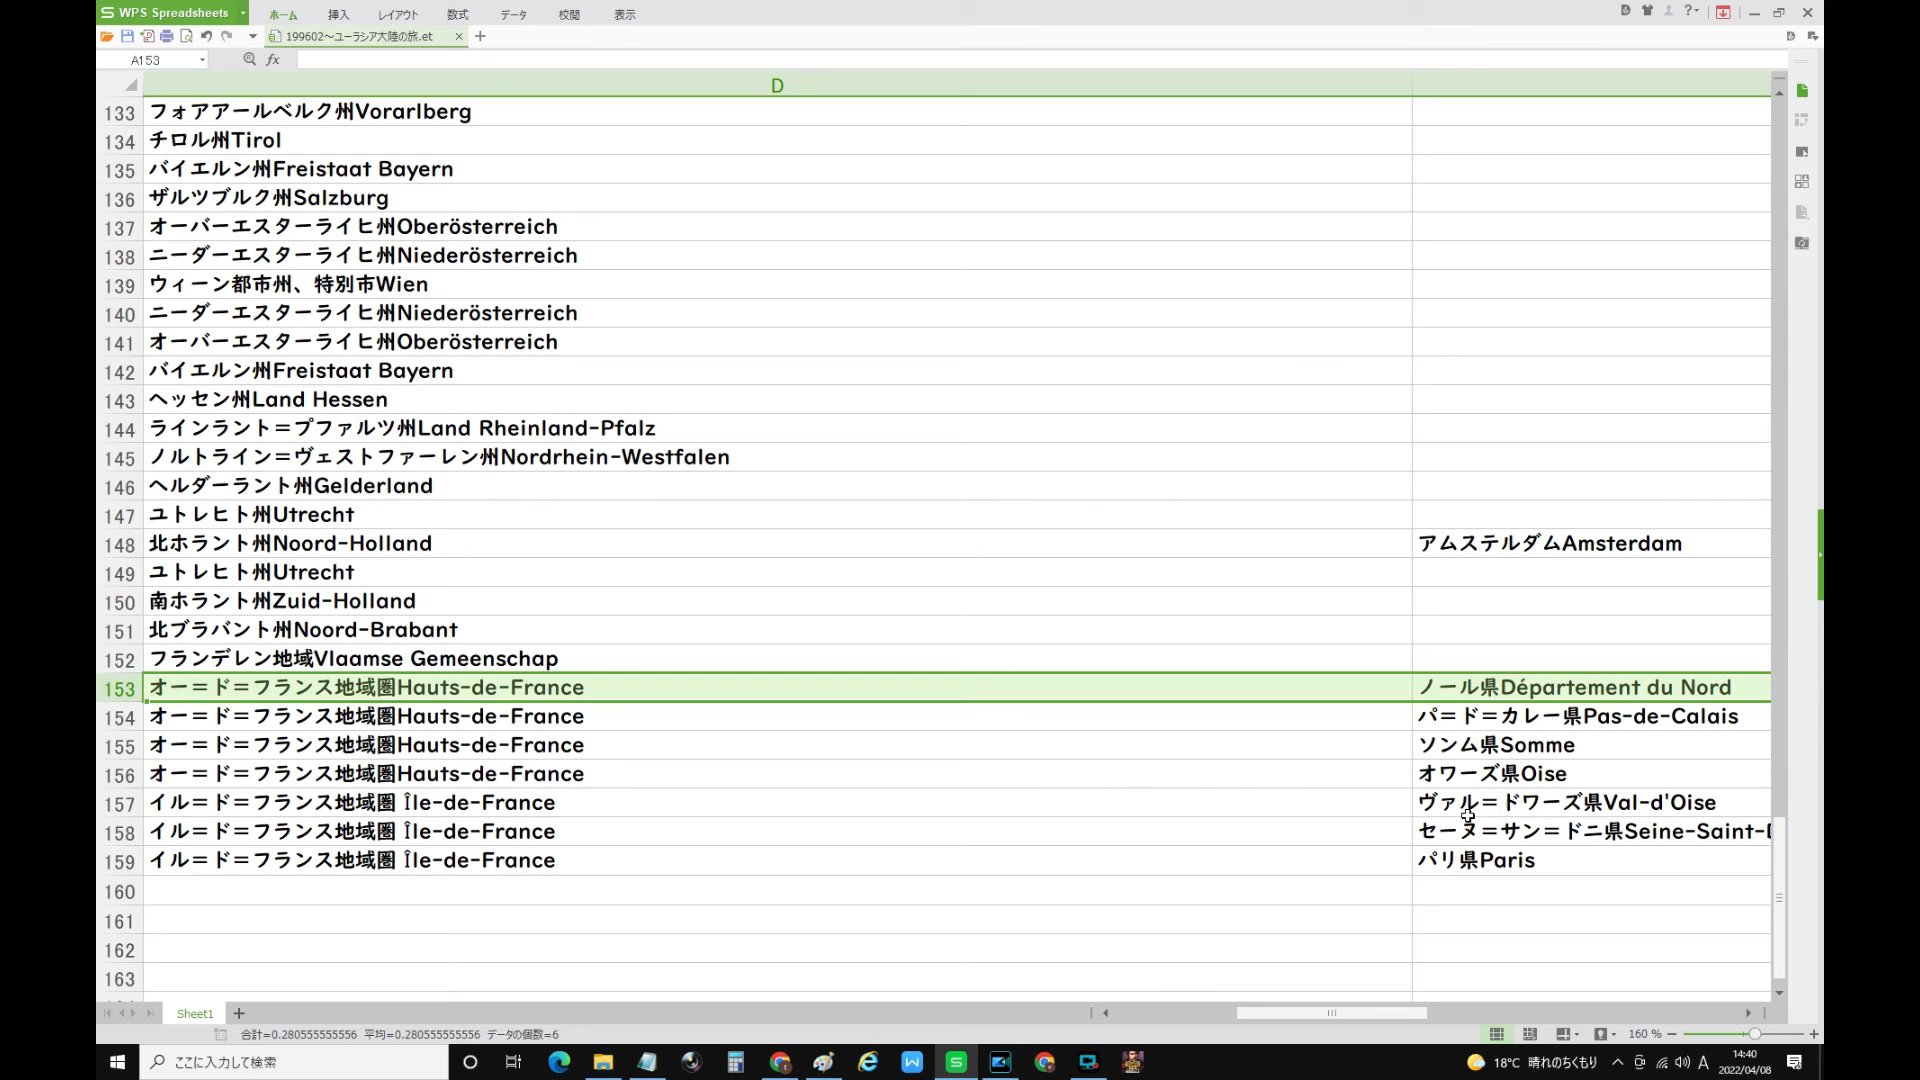 WPS Spreadsheets
ホーム 挿入 レイアウト 数式 データ 校閲 表示
199602〜ユーラシア大陸の旅.et
A153 fx
D
133 フォアアールベルク州Vorarlberg
134 チロル州Tirol
135 バイエルン州Freistaat Bayern
136 ザルツブルク州Salzburg
137 オーバーエスターライヒ州Oberösterreich
138 ニーダーエスターライヒ州Niederösterreich
139 ウィーン都市州、特別市Wien
140 ニーダーエスターライヒ州Niederösterreich
141 オーバーエスターライヒ州Oberösterreich
142 バイエルン州Freistaat Bayern
143 ヘッセン州Land Hessen
144 ラインラント＝プファルツ州Land Rheinland-Pfalz
145 ノルトライン＝ヴェストファーレン州Nordrhein-Westfalen
146 ヘルダーラント州Gelderland
147 ユトレヒト州Utrecht
148 北ホラント州Noord-Holland アムステルダムAmsterdam
149 ユトレヒト州Utrecht
150 南ホラント州Zuid-Holland
151 北ブラバント州Noord-Brabant
152 フランデレン地域Vlaamse Gemeenschap
153 オー＝ド＝フランス地域圏Hauts-de-France ノール県Département du Nord
154 オー＝ド＝フランス地域圏Hauts-de-France パ＝ド＝カレー県Pas-de-Calais
155 オー＝ド＝フランス地域圏Hauts-de-France ソンム県Somme
156 オー＝ド＝フランス地域圏Hauts-de-France オワーズ県Oise
157 イル＝ド＝フランス地域圏 Île-de-France ヴァル＝ドワーズ県Val-d'Oise
158 イル＝ド＝フランス地域圏 Île-de-France セーヌ＝サン＝ドニ県Seine-Saint-D
159 イル＝ド＝フランス地域圏 Île-de-France パリ県Paris
160
161
162
163
Sheet1
合計=0.280555555556 平均=0.280555555556 データの個数=6 160 %
ここに入力して検索 18°C 晴れのちくもり A 14:40
2022/04/08